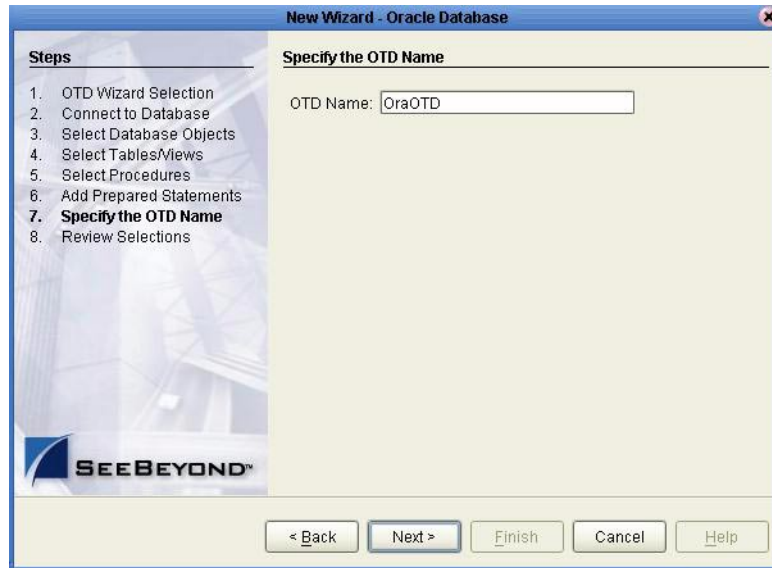 New Wizard - Oracle Database
Steps
1. OTD Wizard Selection
2. Connect to Database
3. Select Database Objects
4. Select Tables/Views
5. Select Procedures
6. Add Prepared Statements
7. Specify the OTD Name
8. Review Selections
SEEBEYOND™
Specify the OTD Name
OTD Name: OraOTD
< Back Next > Finish Cancel Help